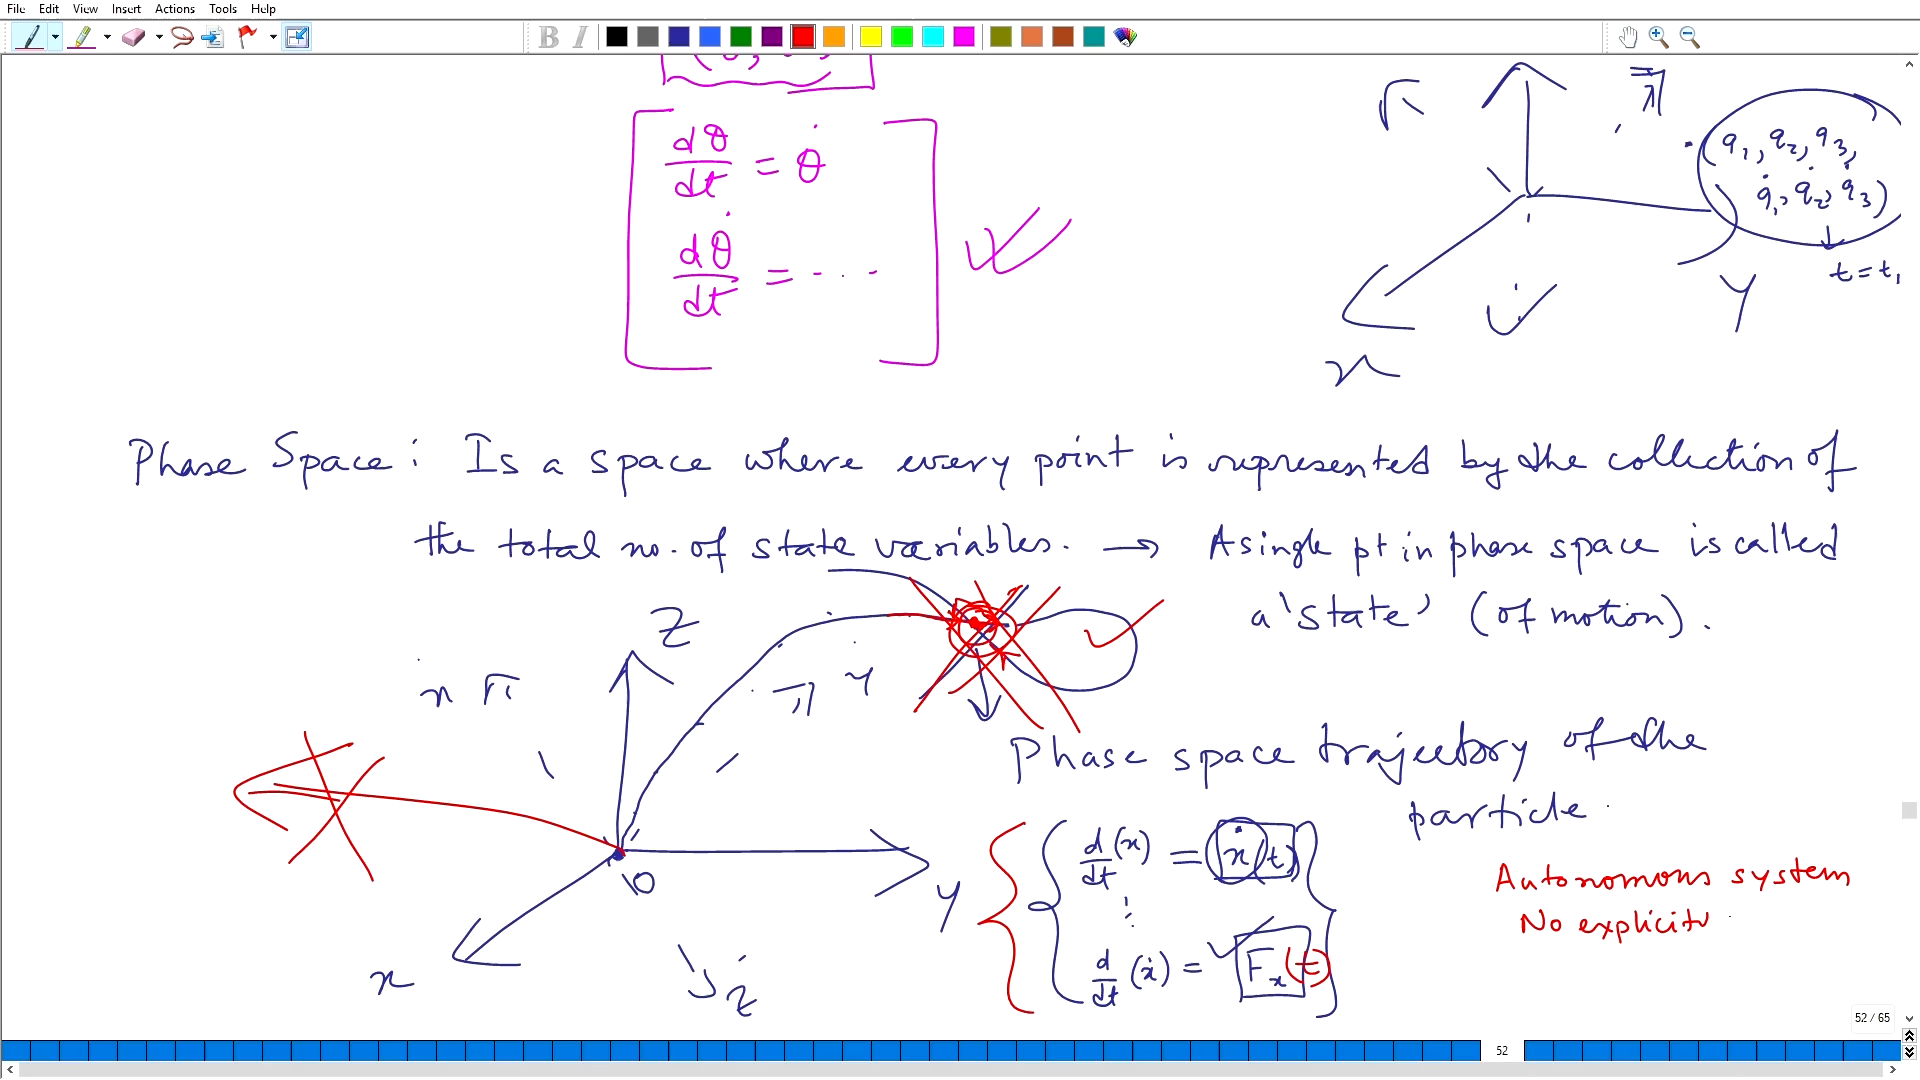 File Edit View Insert Actions Tools Help
B I
dθ/dt = θ̇
dθ̇/dt = ...
(q₁, q₂, q₃,
q̇₁, q̇₂, q̇₃)
t = t₁
Y
x
Phase Space : Is a space where every point is represented by the collection of
the total no. of state variables. → A single pt in phase space is called
a 'state' (of motion).
Z
Phase space trajectory of the
particle.
O
y
x
ż
d/dt (x) = ẋ(t)
⋮
d/dt (ẋ) = Fₓ(t)
Autonomous system
No explicit
52 / 65
52